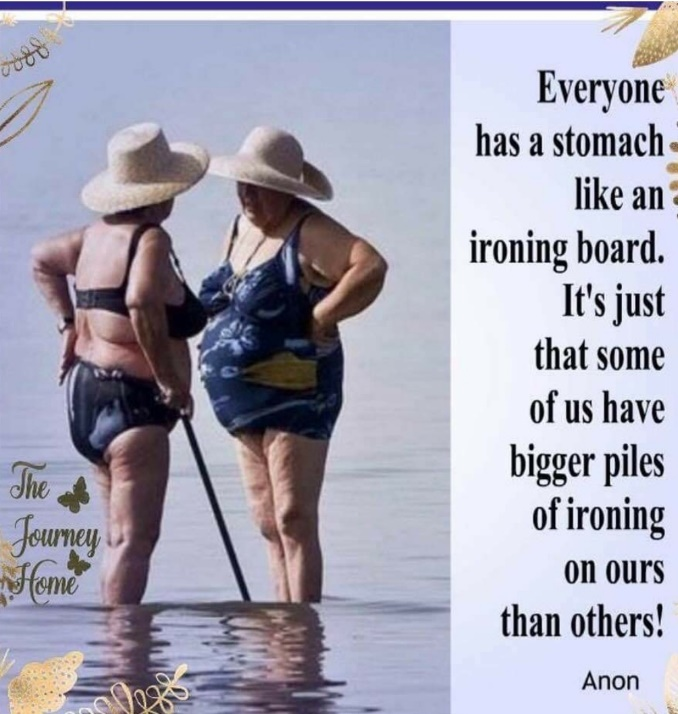 Everyone
has a stomach
like an
ironing board.
It's just
that some
of us have
bigger piles
of ironing
on ours
than others!
Anon
The
Journey
Home